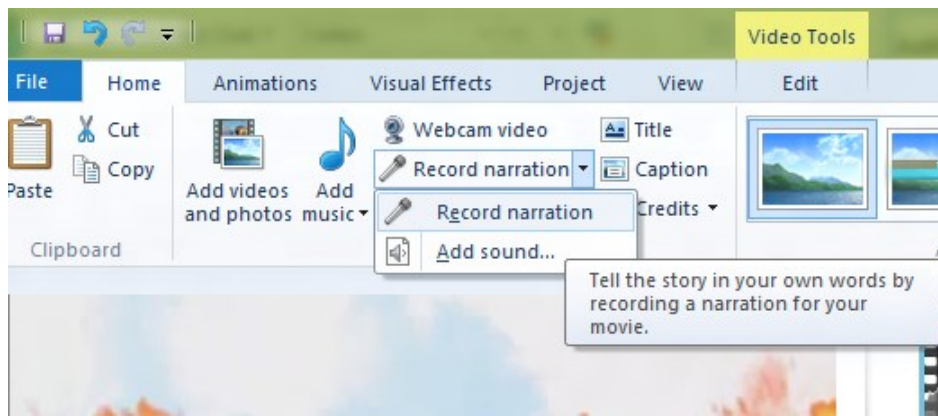 Video Tools
File Home Animations Visual Effects Project View Edit
Cut
Copy
Paste
Clipboard
Add videos
and photos
Add
music
Webcam video
Record narration
Record narration
Add sound...
Title
Caption
Credits
Tell the story in your own words by
recording a narration for your
movie.